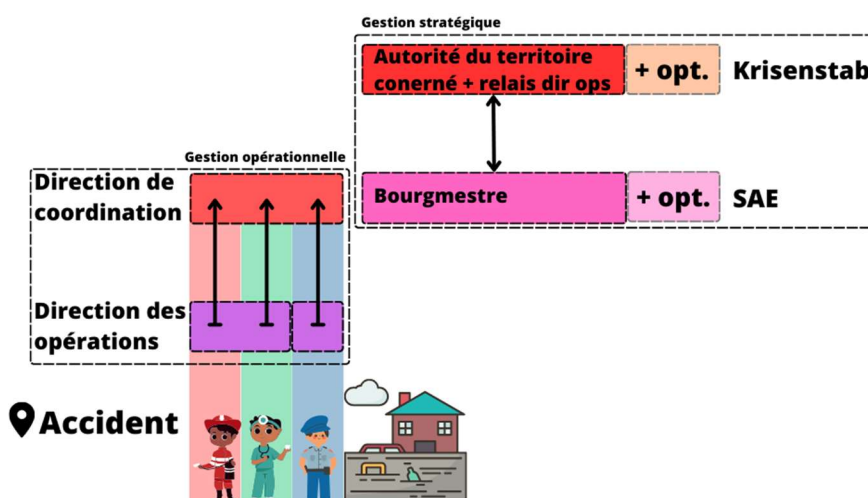 Gestion stratégique
Autorité du territoire
conerné + relais dir ops
+ opt.
Krisenstab
Gestion opérationnelle
Direction de
coordination
Bourgmestre
+ opt.
SAE
Direction des
opérations
Accident